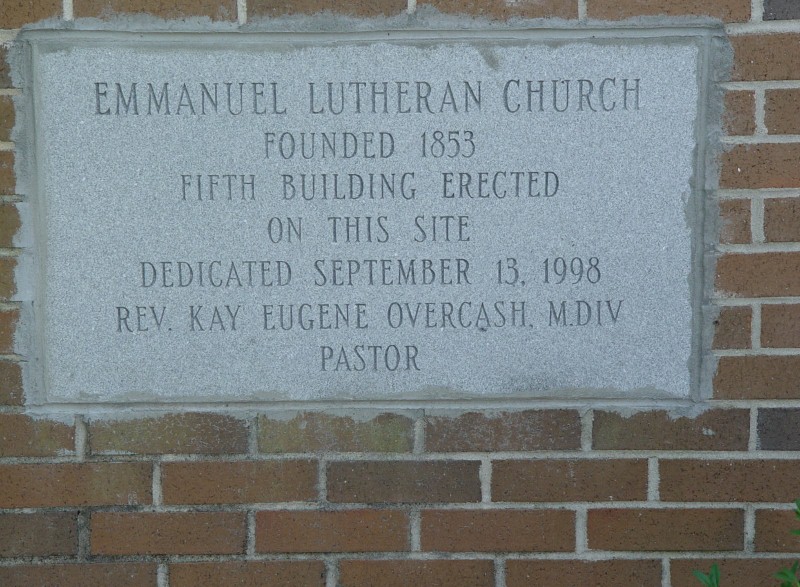 EMMANUEL LUTHERAN CHURCH
FOUNDED 1853
FIFTH BUILDING ERECTED
ON THIS SITE
DEDICATED SEPTEMBER 13, 1998
REV. KAY EUGENE OVERCASH, M.DIV
PASTOR